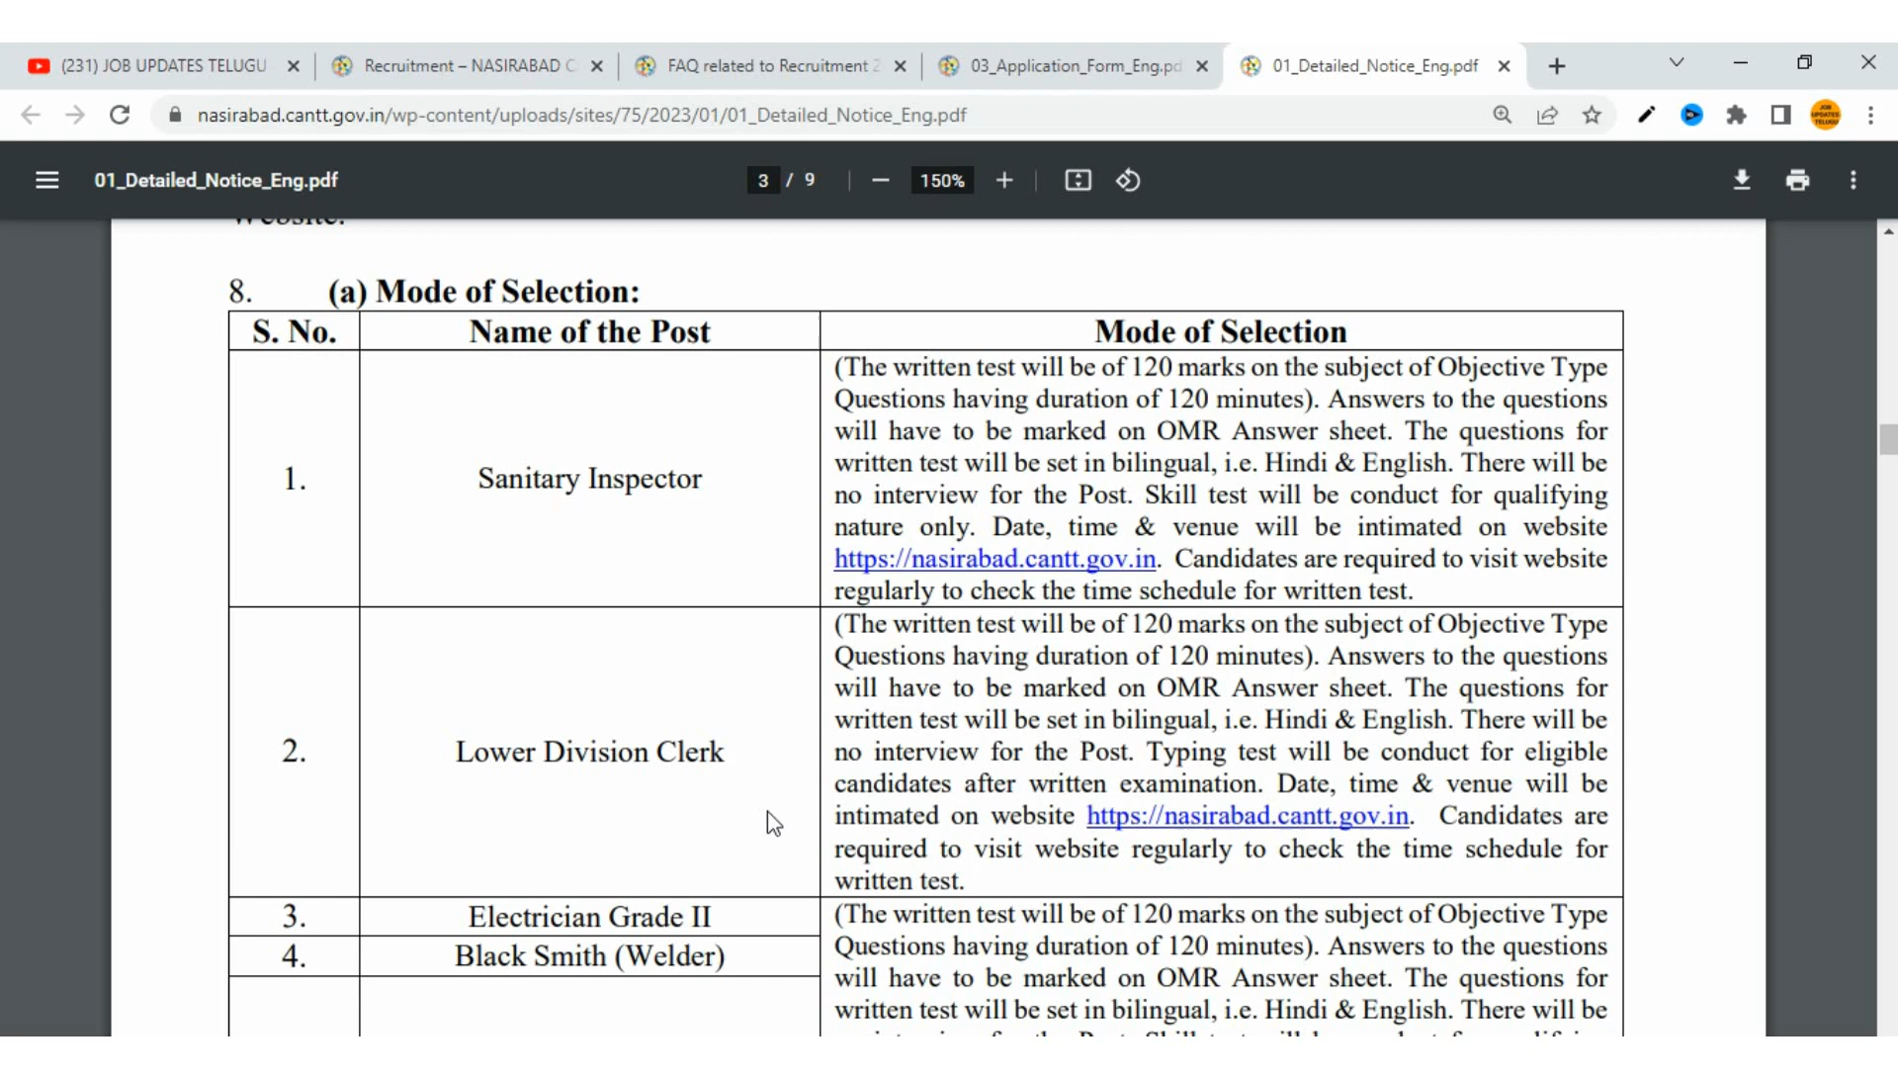 (231) JOB UPDATES TELUGU
Recruitment – NASIRABAD C
FAQ related to Recruitment 2
03_Application_Form_Eng.pd
01_Detailed_Notice_Eng.pdf
nasirabad.cantt.gov.in/wp-content/uploads/sites/75/2023/01/01_Detailed_Notice_Eng.pdf
JOB UPDATES TELUGU
01_Detailed_Notice_Eng.pdf
3 / 9
150%
Website.
8. (a) Mode of Selection:
S. No. Name of the Post Mode of Selection
1. Sanitary Inspector
(The written test will be of 120 marks on the subject of Objective Type
Questions having duration of 120 minutes). Answers to the questions
will have to be marked on OMR Answer sheet. The questions for
written test will be set in bilingual, i.e. Hindi & English. There will be
no interview for the Post. Skill test will be conduct for qualifying
nature only. Date, time & venue will be intimated on website
https://nasirabad.cantt.gov.in. Candidates are required to visit website
regularly to check the time schedule for written test.
2. Lower Division Clerk
(The written test will be of 120 marks on the subject of Objective Type
Questions having duration of 120 minutes). Answers to the questions
will have to be marked on OMR Answer sheet. The questions for
written test will be set in bilingual, i.e. Hindi & English. There will be
no interview for the Post. Typing test will be conduct for eligible
candidates after written examination. Date, time & venue will be
intimated on website https://nasirabad.cantt.gov.in. Candidates are
required to visit website regularly to check the time schedule for
written test.
3. Electrician Grade II
4. Black Smith (Welder)
(The written test will be of 120 marks on the subject of Objective Type
Questions having duration of 120 minutes). Answers to the questions
will have to be marked on OMR Answer sheet. The questions for
written test will be set in bilingual, i.e. Hindi & English. There will be